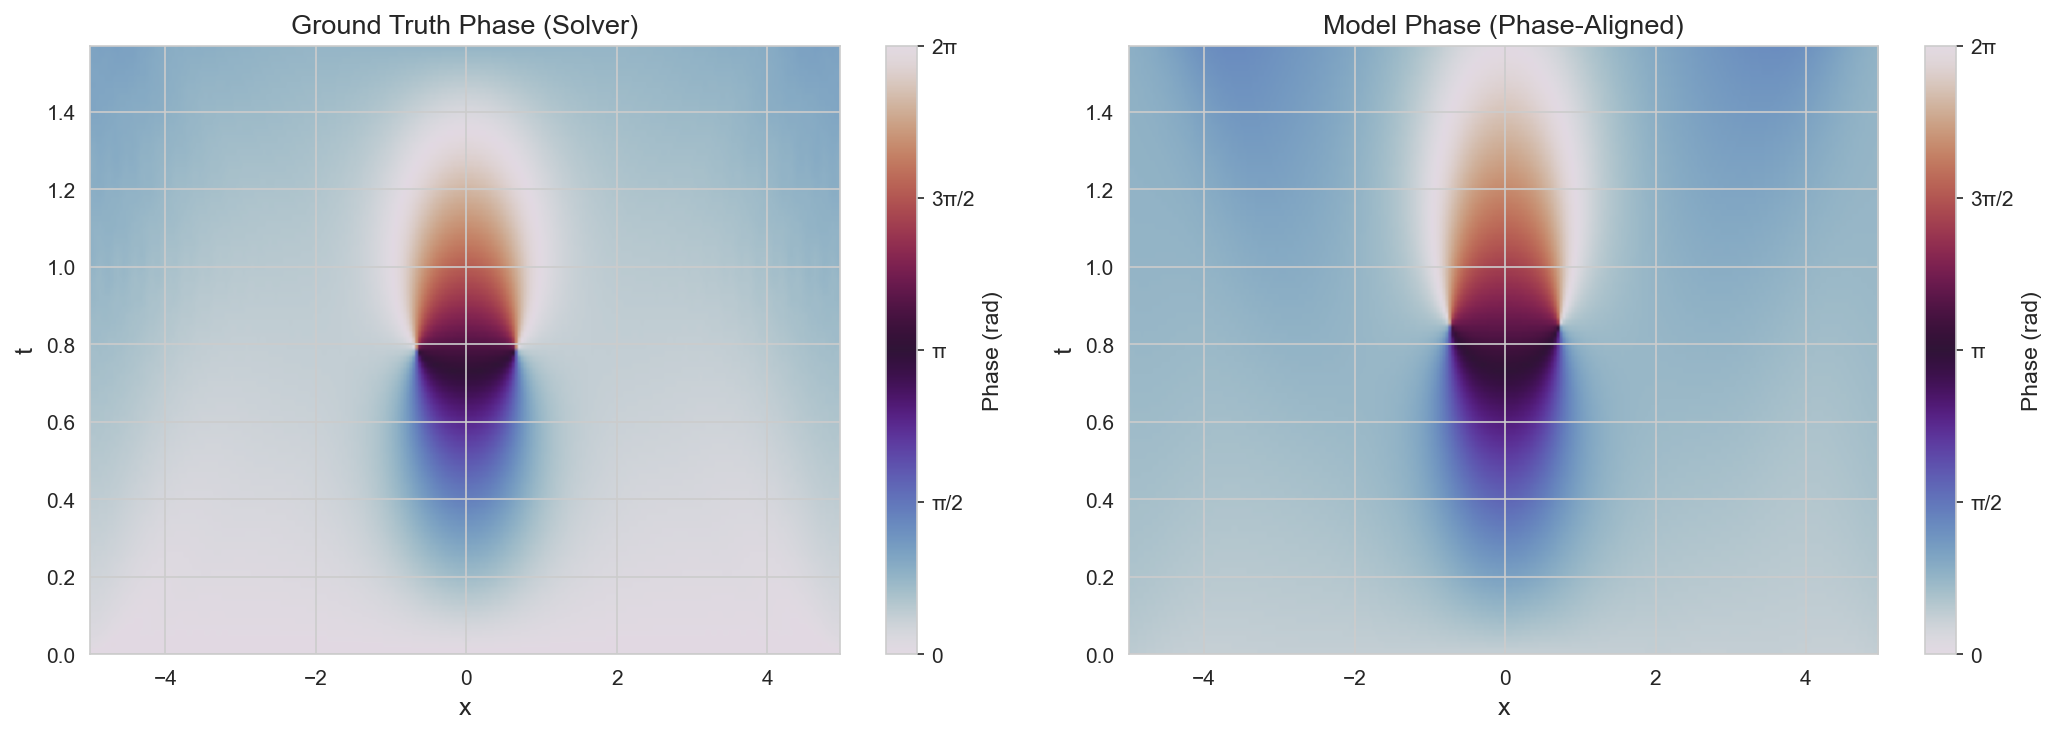 Ground Truth Phase (Solver)
1.4
1.2
1.0
0.8
0.6
0.4
0.2
0.0
t
−4
−2
0
2
4
x
2π
3π/2
π
π/2
0
Phase (rad)
Model Phase (Phase-Aligned)
1.4
1.2
1.0
0.8
0.6
0.4
0.2
0.0
t
−4
−2
0
2
4
x
2π
3π/2
π
π/2
0
Phase (rad)